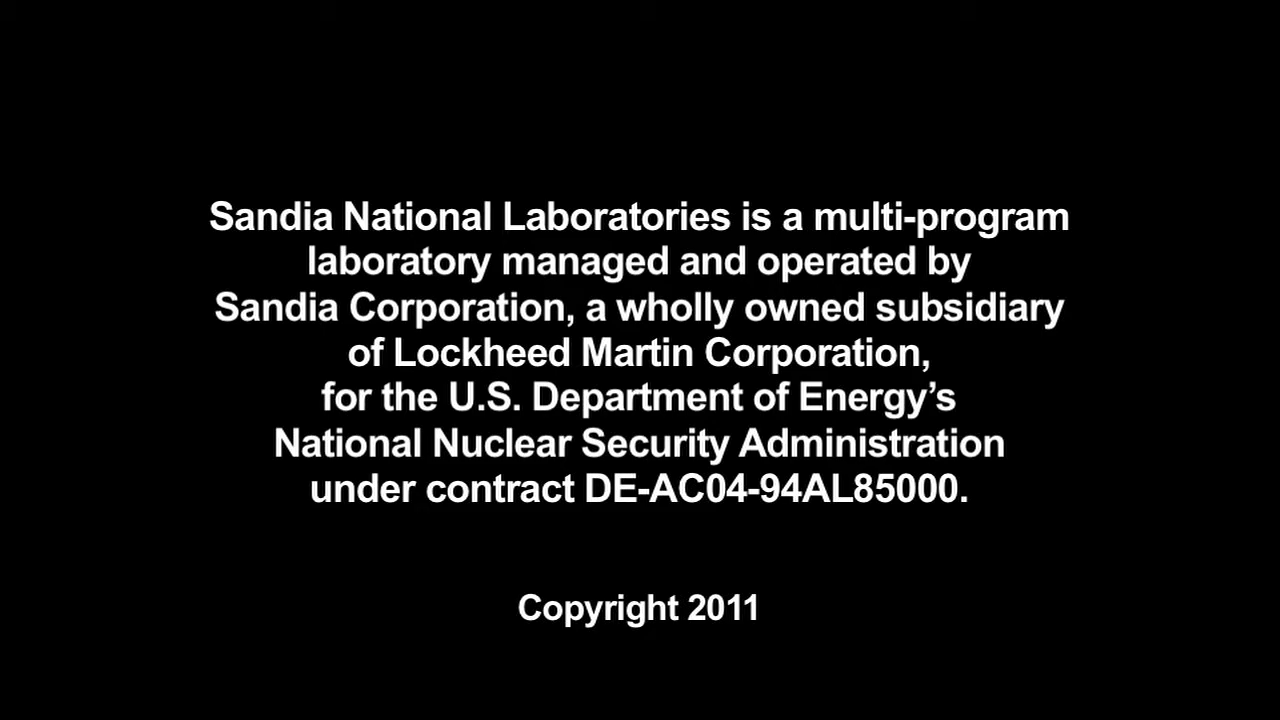 Sandia National Laboratories is a multi-program
laboratory managed and operated by
Sandia Corporation, a wholly owned subsidiary
of Lockheed Martin Corporation,
for the U.S. Department of Energy’s
National Nuclear Security Administration
under contract DE-AC04-94AL85000.
Copyright 2011